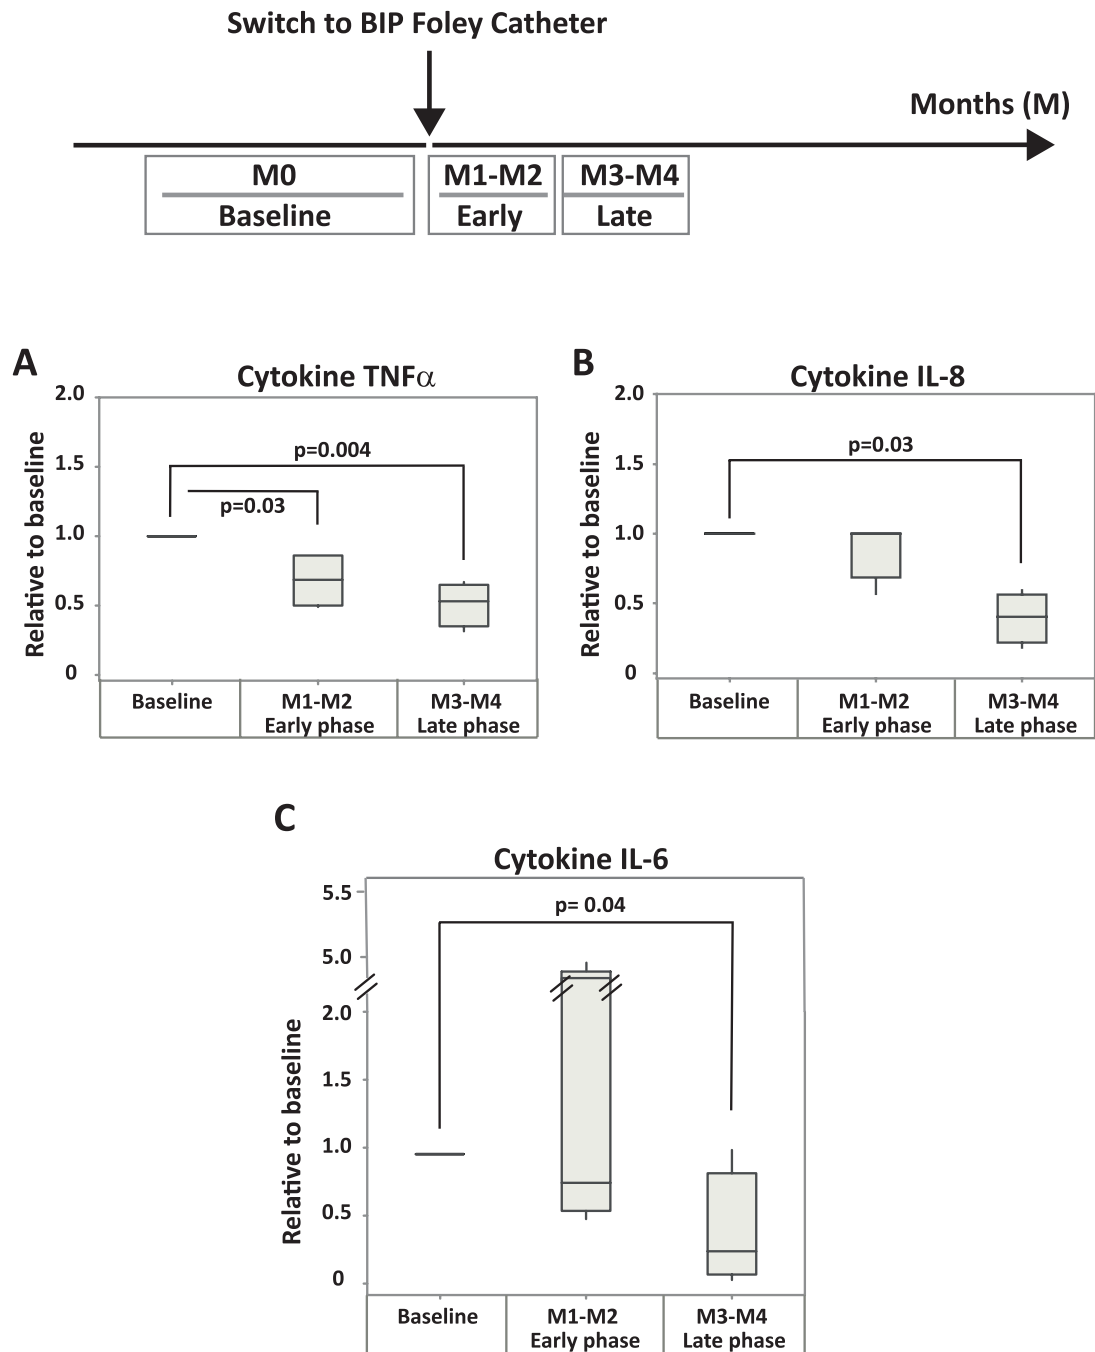 Switch to BIP Foley Catheter
Months (M)
M0
Baseline
M1-M2
Early
M3-M4
Late
A
Cytokine TNFα
Relative to baseline
2.0
1.5
1.0
0.5
0
p=0.004
p=0.03
Baseline
M1-M2
Early phase
M3-M4
Late phase
B
Cytokine IL-8
Relative to baseline
2.0
1.5
1.0
0.5
0
p=0.03
Baseline
M1-M2
Early phase
M3-M4
Late phase
C
Cytokine IL-6
Relative to baseline
5.5
5.0
2.0
1.5
1.0
0.5
0
p= 0.04
Baseline
M1-M2
Early phase
M3-M4
Late phase